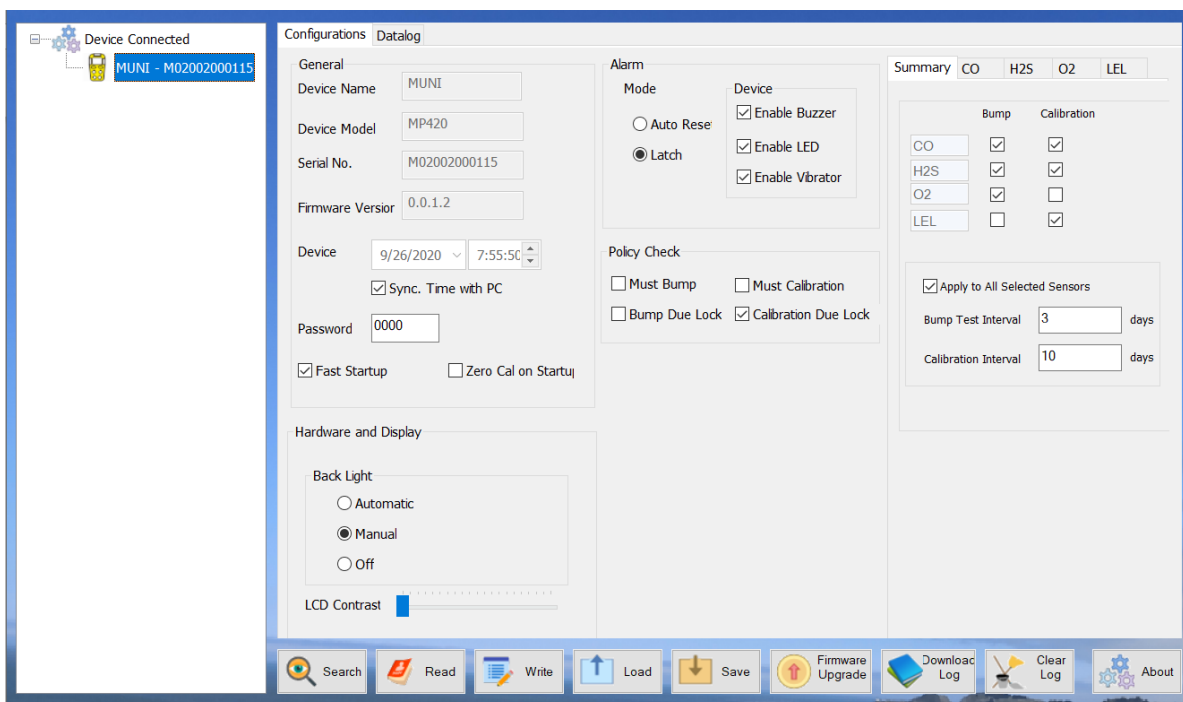 Device Connected
MUNI - M02002000115
Configurations Datalog
General
Device Name MUNI
Device Model MP420
Serial No. M02002000115
Firmware Versior 0.0.1.2
Device 9/26/2020 7:55:50
Sync. Time with PC
Password 0000
Fast Startup Zero Cal on Startu
Hardware and Display
Back Light
Automatic
Manual
Off
LCD Contrast
Alarm
Mode
Auto Rese
Latch
Device
Enable Buzzer
Enable LED
Enable Vibrator
Policy Check
Must Bump Must Calibration
Bump Due Lock Calibration Due Lock
Summary CO H2S O2 LEL
Bump Calibration
CO
H2S
O2
LEL
Apply to All Selected Sensors
Bump Test Interval 3 days
Calibration Interval 10 days
Search
Read
Write
Load
Save
Firmware
Upgrade
Downloac
Log
Clear
Log
About